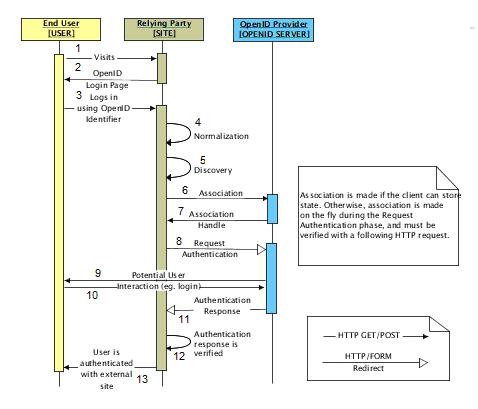 End User
[USER]
Relying Party
[SITE]
OpenID Provider
[OPENID SERVER]
1
Visits
2
OpenID
Login Page
3
Logs in
using OpenID
Identifier
4
Normalization
5
Discovery
6
Association
7
Association
Handle
8
Request
Authentication
9
Potential User
Interaction (eg. login)
10
Authentication
Response
11
Authentication
response is
verified
12
User is
authenticated
with external
site
13
Association is made if the client can store
state. Otherwise, association is made
on the fly during the Request
Authentication phase, and must be
verified with a following HTTP request.
HTTP GET/POST
HTTP/FORM
Redirect